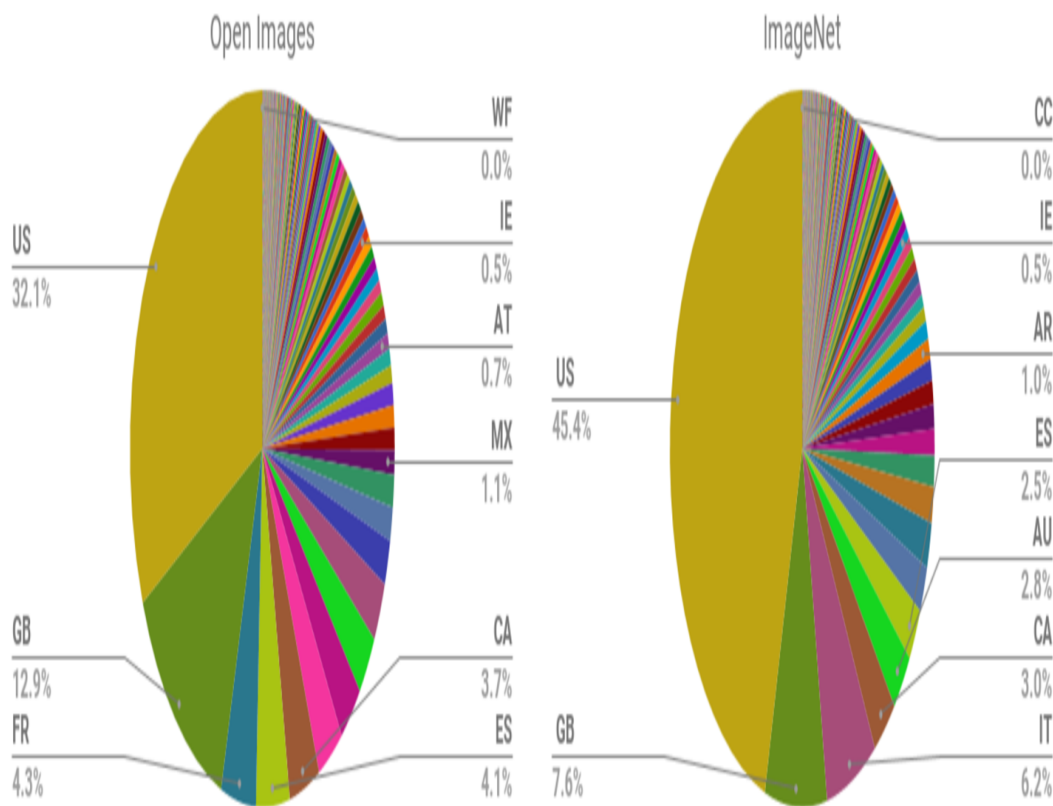 Open Images
WF
0.0%
IE
0.5%
US
32.1%
AT
0.7%
MX
1.1%
GB
12.9%
CA
3.7%
FR
4.3%
ES
4.1%
ImageNet
CC
0.0%
IE
0.5%
AR
1.0%
US
45.4%
ES
2.5%
AU
2.8%
CA
3.0%
GB
7.6%
IT
6.2%